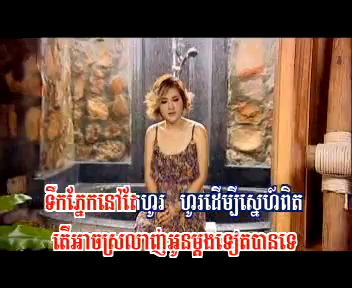 ទឹកភ្នែកនៅតែហូរ ហូរដើម្បីស្នេហ៍ពិត
តើអាចស្រលាញ់អូនម្ដងទៀតបានទេ